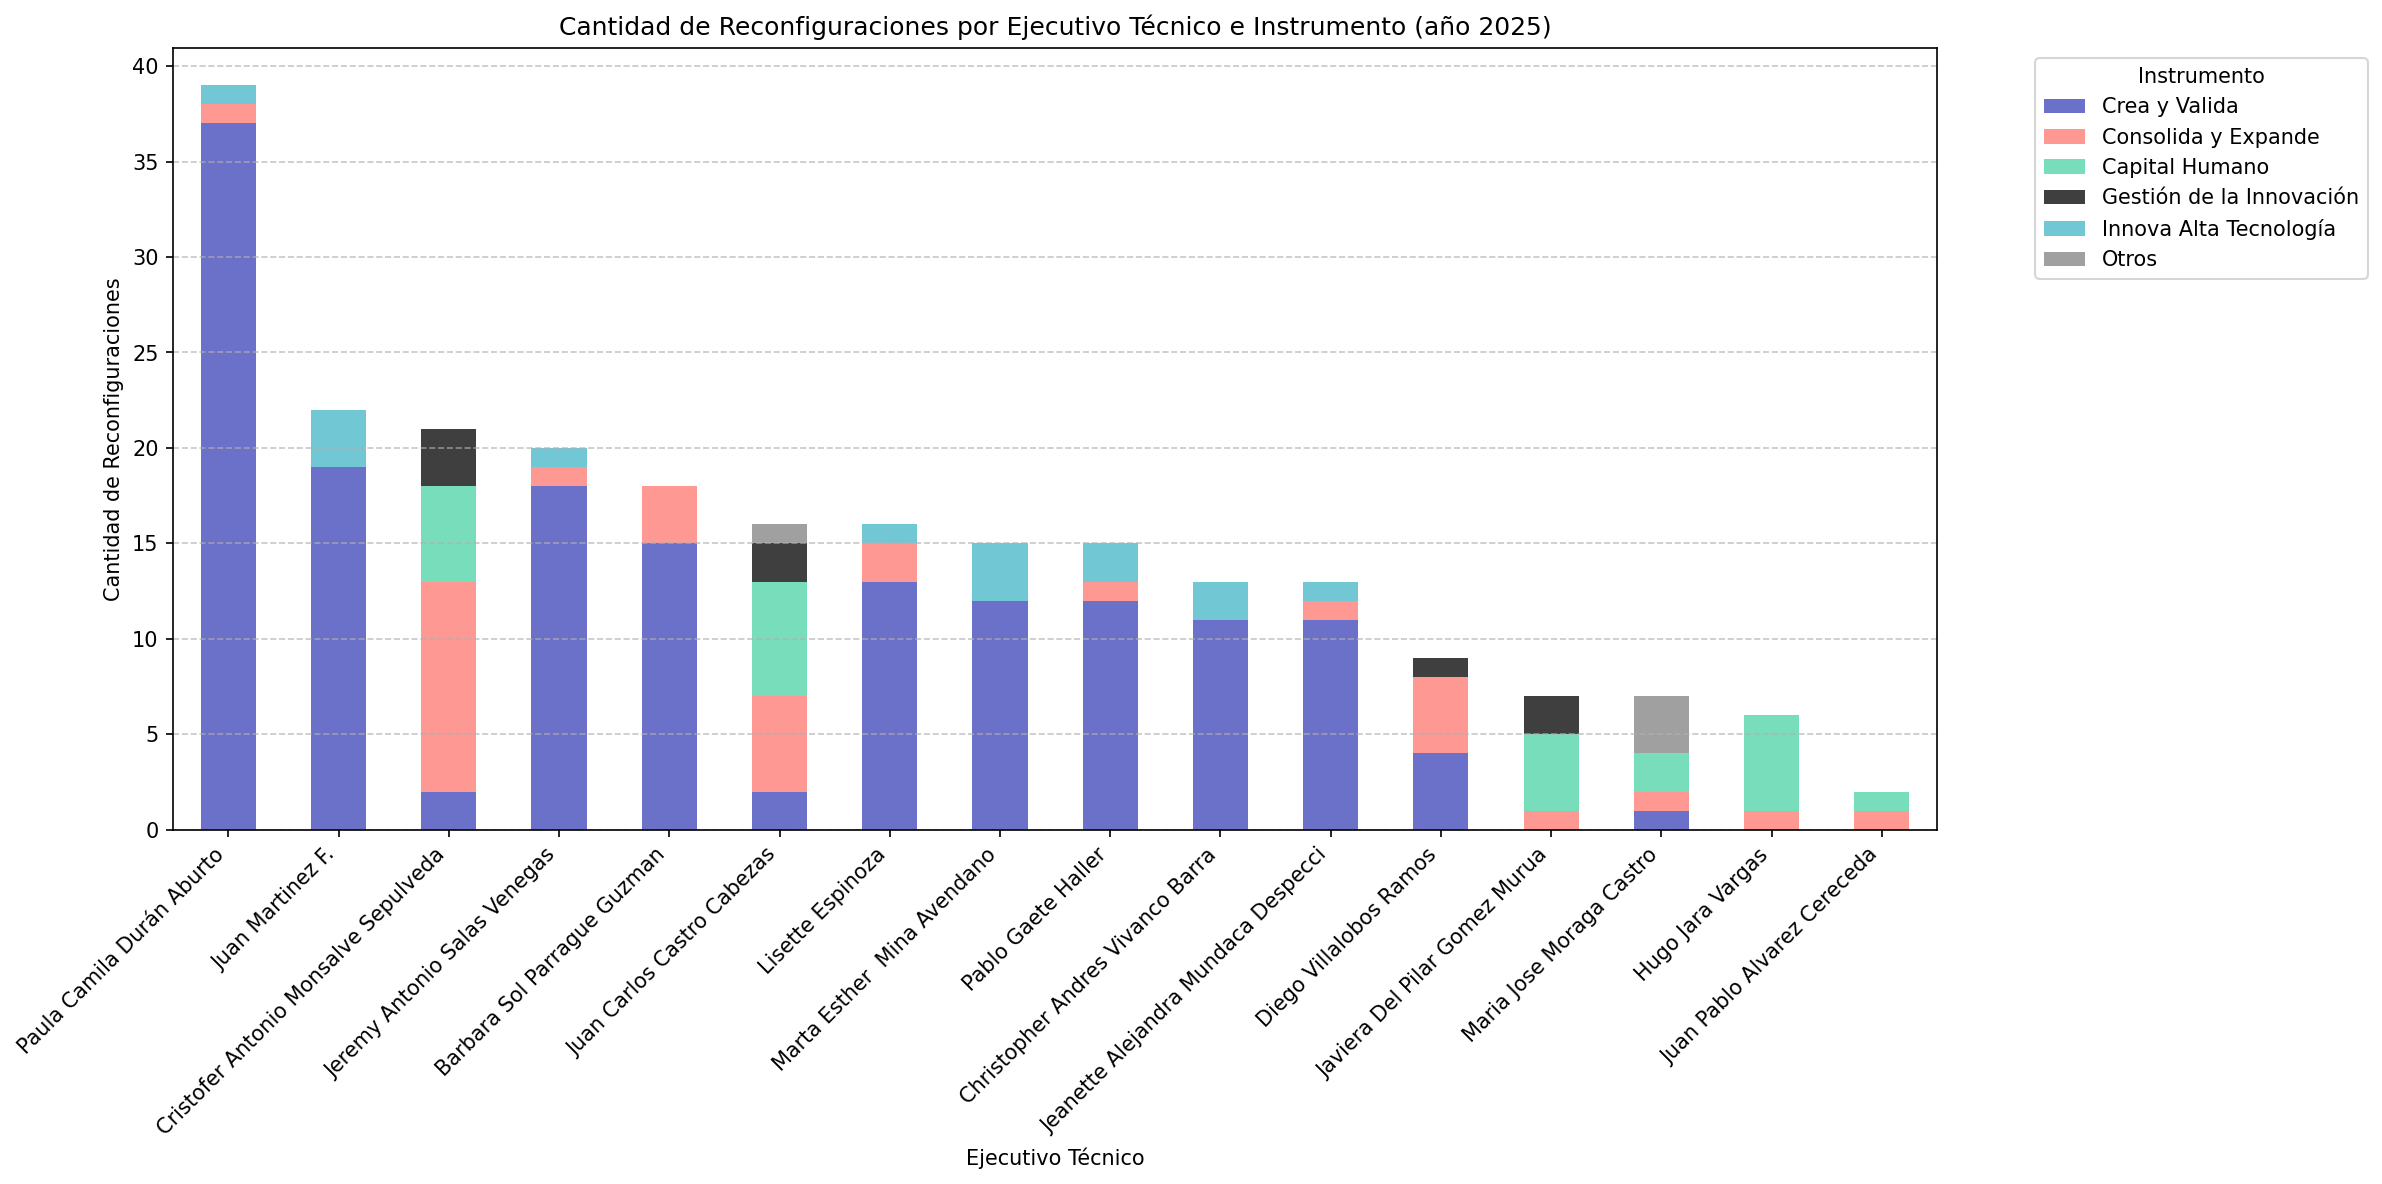 Cantidad de Reconfiguraciones por Ejecutivo Técnico e Instrumento (año 2025)
Cantidad de Reconfiguraciones
40
35
30
25
20
15
10
5
0
Paula Camila Durán Aburto
Juan Martinez F.
Cristofer Antonio Monsalve Sepulveda
Jeremy Antonio Salas Venegas
Barbara Sol Parrague Guzman
Juan Carlos Castro Cabezas
Lisette Espinoza
Marta Esther  Mina Avendano
Pablo Gaete Haller
Christopher Andres Vivanco Barra
Jeanette Alejandra Mundaca Despecci
Diego Villalobos Ramos
Javiera Del Pilar Gomez Murua
Maria Jose Moraga Castro
Hugo Jara Vargas
Juan Pablo Alvarez Cereceda
Ejecutivo Técnico
Instrumento
Crea y Valida
Consolida y Expande
Capital Humano
Gestión de la Innovación
Innova Alta Tecnología
Otros